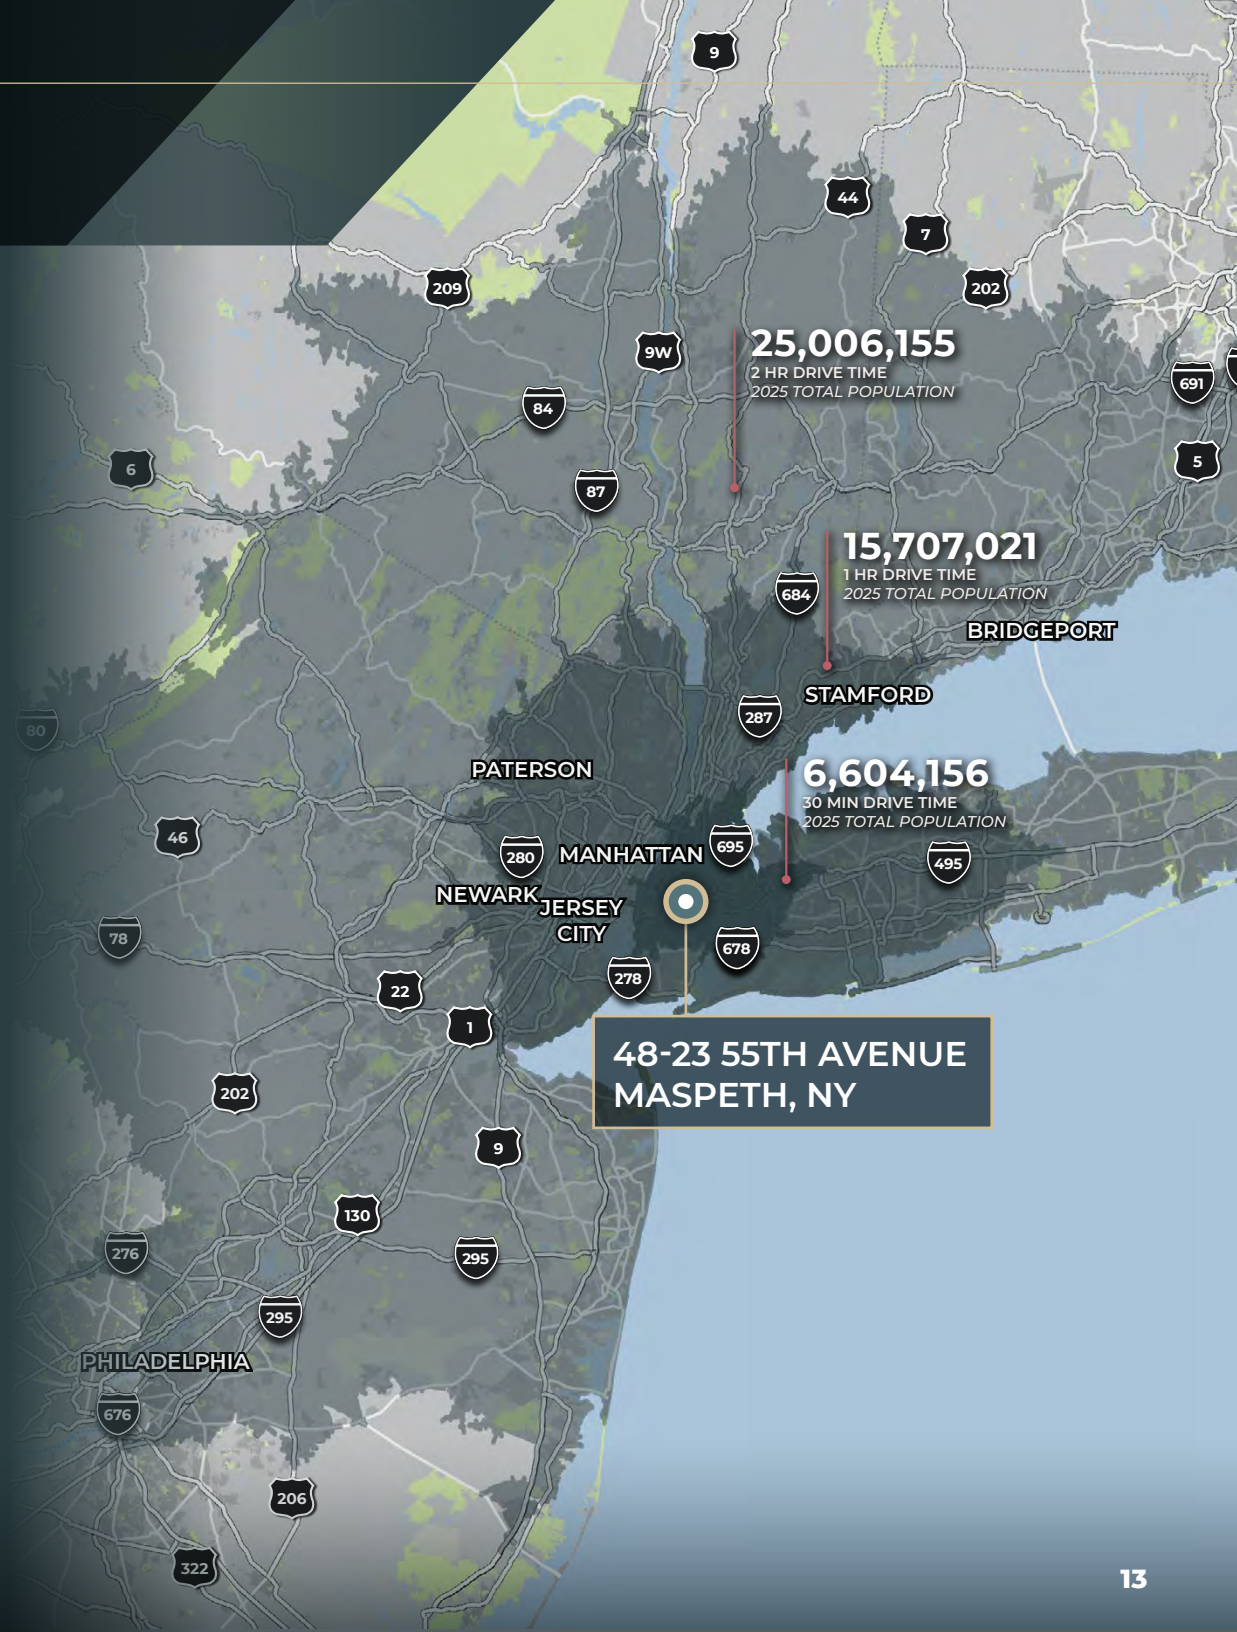 9
44
7
209
202
25,006,155
9W
2 HR DRIVE TIME
691
2025 TOTAL POPULATION
84
5
6
87
15,707,021
1 HR DRIVE TIME
684
2025 TOTAL POPULATION
BRIDGEPORT
STAMFORD
287
80
PATERSON
6,604,156
30 MIN DRIVE TIME
2025 TOTAL POPULATION
46
695
280
MANHATTAN
495
NEWARK
JERSEY
CITY
78
678
278
22
1
48-23 55TH AVENUE
MASPETH, NY
202
9
130
276
295
295
PHILADELPHIA
676
206
322
13